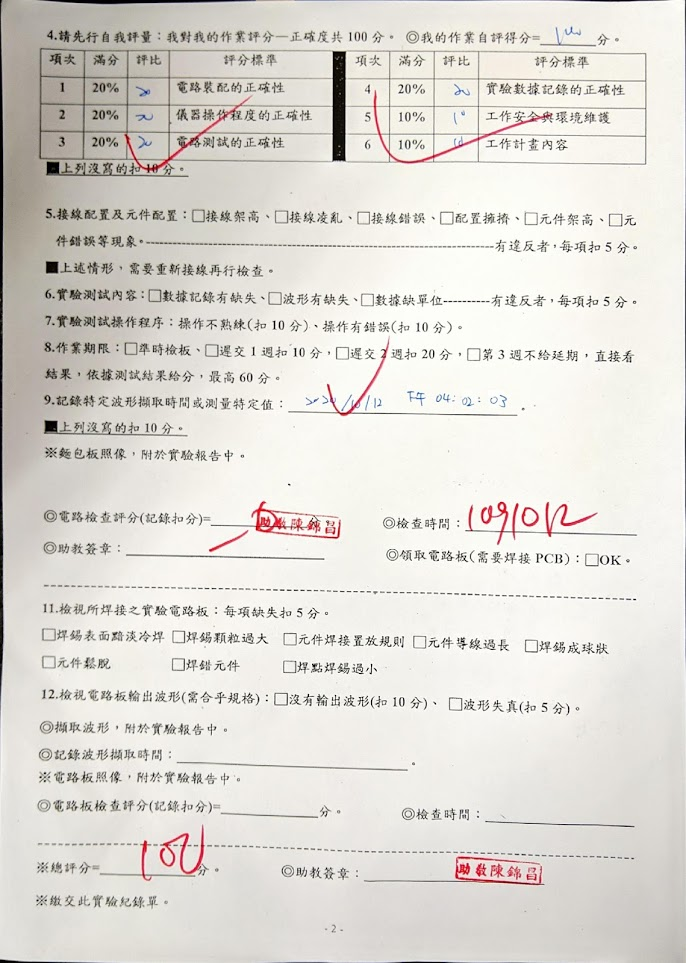 4.請先行自我評量：我對我的作業評分—正確度共 100 分。 ◎我的作業自評得分=100分。
項次 滿分 評比 評分標準 項次 滿分 評比 評分標準
1 20% 20 電路裝配的正確性 4 20% 20 實驗數據記錄的正確性
2 20% 20 儀器操作程度的正確性 5 10% 10 工作安全與環境維護
3 20% 20 電路測試的正確性 6 10% 10 工作計畫內容
■上列沒寫的扣 10 分。
5.接線配置及元件配置：□接線架高、□接線凌亂、□接線錯誤、□配置擁擠、□元件架高、□元
件錯誤等現象。----------有違反者，每項扣 5 分。
■上述情形，需要重新接線再行檢查。
6.實驗測試內容：□數據記錄有缺失、□波形有缺失、□數據缺單位----------有違反者，每項扣 5 分。
7.實驗測試操作程序：操作不熟練(扣 10 分)、操作有錯誤(扣 10 分)。
8.作業期限：□準時檢板、□遲交 1 週扣 10 分，□遲交 2 週扣 20 分，□第 3 週不給延期，直接看
結果，依據測試結果給分，最高 60 分。
9.記錄特定波形擷取時間或測量特定值：2020/10/12 下午 04:02:03。
■上列沒寫的扣 10 分。
※麵包板照像，附於實驗報告中。
◎電路檢查評分(記錄扣分)= 分。 助教陳錦昌 ◎檢查時間：1091012
◎助教簽章： ◎領取電路板(需要焊接 PCB)：□OK。
11.檢視所焊接之實驗電路板：每項缺失扣 5 分。
□焊錫表面黯淡冷焊 □焊錫顆粒過大 □元件焊接置放規則 □元件導線過長 □焊錫成球狀
□元件鬆脫 □焊錯元件 □焊點焊錫過小
12.檢視電路板輸出波形(需合乎規格)：□沒有輸出波形(扣 10 分)、 □波形失真(扣 5 分)。
◎擷取波形，附於實驗報告中。
◎記錄波形擷取時間： 。
※電路板照像，附於實驗報告中。
◎電路板檢查評分(記錄扣分)= 分。 ◎檢查時間：
※總評分=100分。 ◎助教簽章： 助教陳錦昌
※繳交此實驗紀錄單。
- 2 -